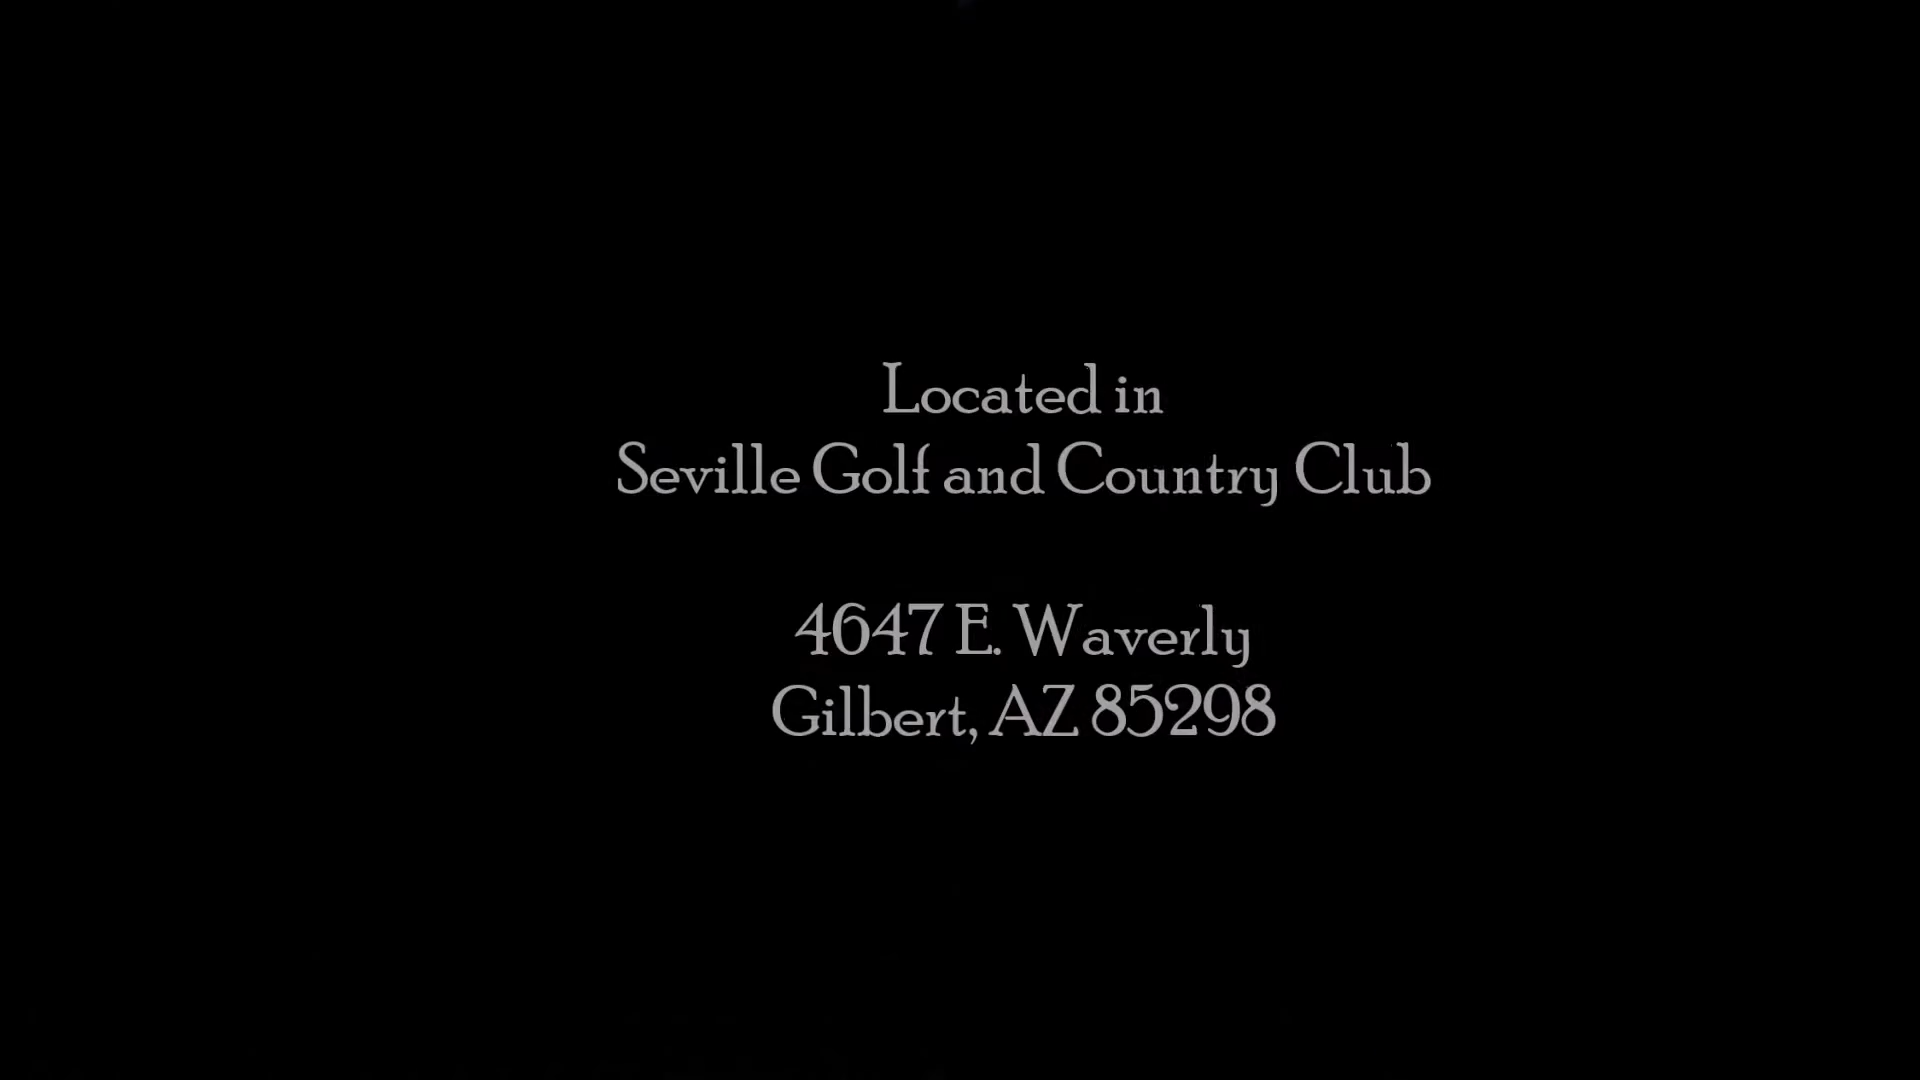 Located in
Seville Golf and Country Club
4647 E. Waverly
Gilbert, AZ 85298